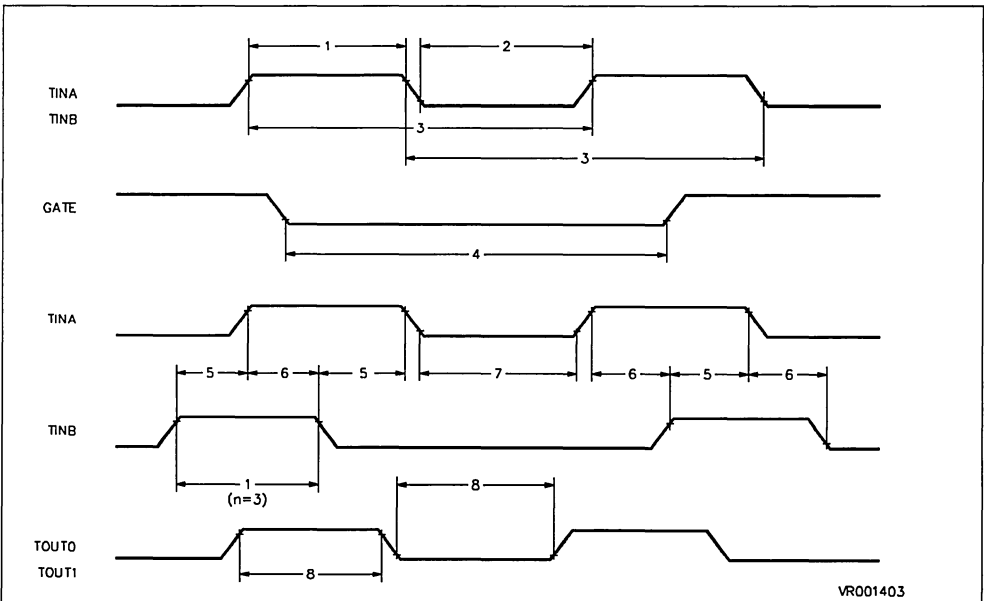 1
2
TINA
TINB
3
3
GATE
4
TINA
5 6 5 7 6 5 6
TINB
1
(n=3)
8
TOUT0
TOUT1
8
VR001403